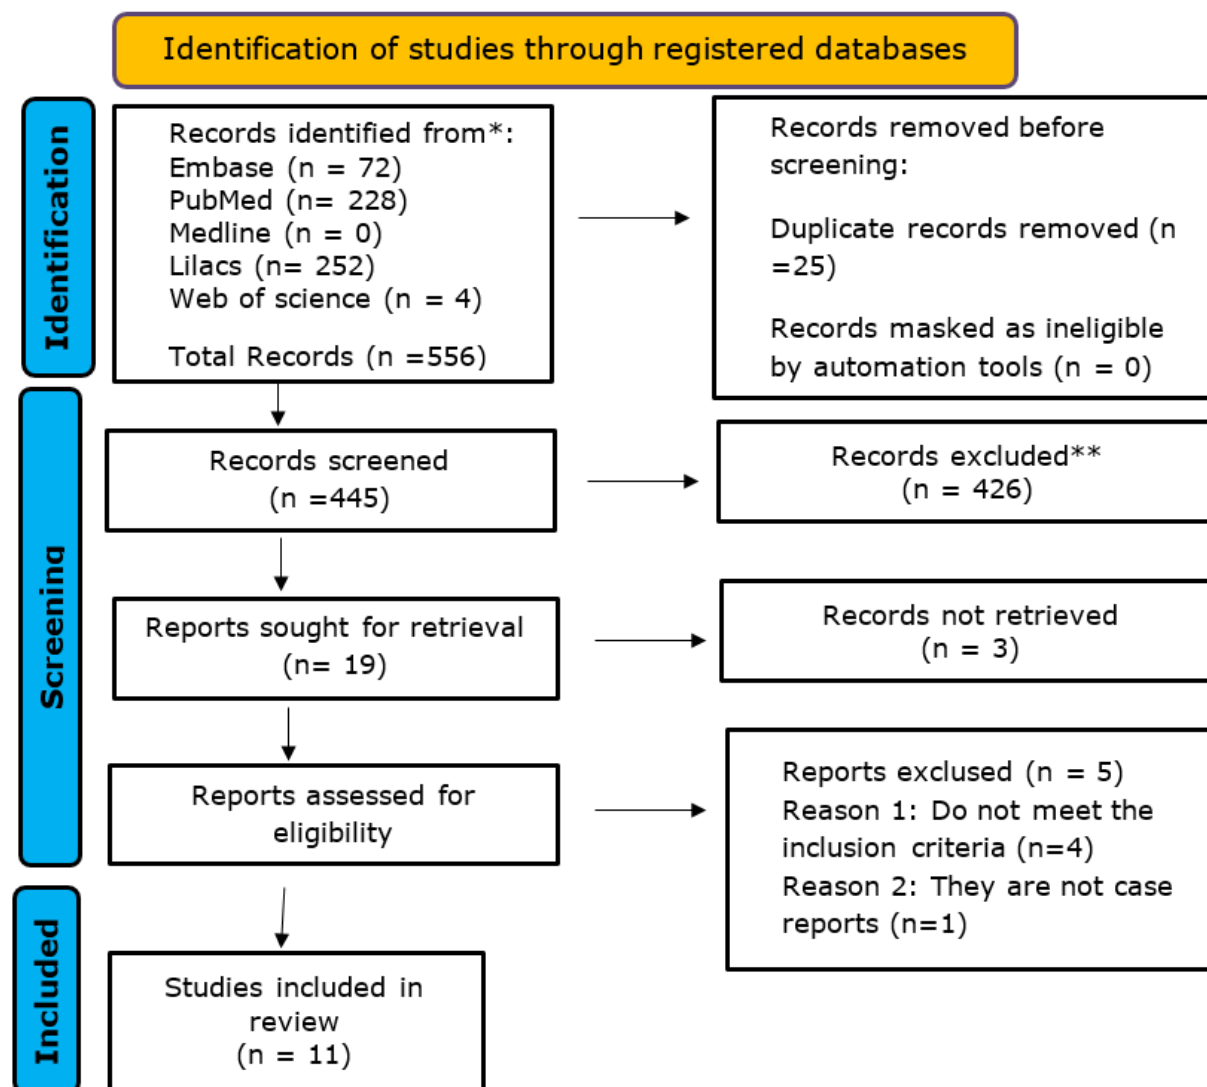 Identification of studies through registered databases
Identification
Records identified from*:
Embase (n = 72)
PubMed (n= 228)
Medline (n = 0)
Lilacs (n= 252)
Web of science (n = 4)
Total Records (n =556)
Records removed before
screening:
Duplicate records removed (n
=25)
Records masked as ineligible
by automation tools (n = 0)
Screening
Records screened
(n =445)
Records excluded**
(n = 426)
Reports sought for retrieval
(n= 19)
Records not retrieved
(n = 3)
Reports assessed for
eligibility
Reports exclused (n = 5)
Reason 1: Do not meet the
inclusion criteria (n=4)
Reason 2: They are not case
reports (n=1)
Included
Studies included in
review
(n = 11)